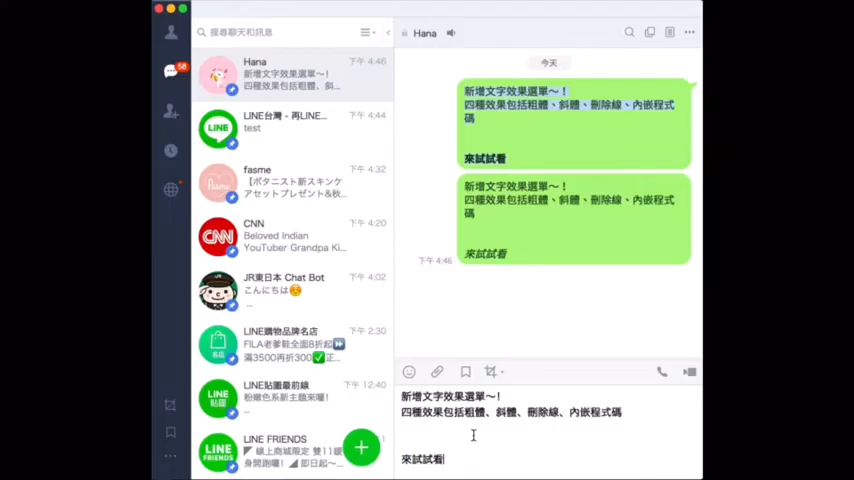 搜尋聊天和訊息
58
Hana
下午 4:46
新增文字效果選單～!
四種效果包括粗體、斜...
LINE台灣 - 再LINE...
下午 4:44
test
fasme
下午 4:32
【ボタニスト新スキンケ
アセットプレゼント&秋...
CNN
下午 4:20
Beloved Indian
YouTuber Grandpa Ki...
JR東日本 Chat Bot
下午 4:02
こんにちは
...
LINE購物品牌名店
下午 2:30
FILA老爹鞋全面8折起
滿3500再折300 正...
LINE貼圖最前線
下午 12:40
粉嫩色系新主題來囉!
...
LINE FRIENDS
◤ 線上商城限定 雙11暖
身開跑囉! ◢ 即日起～...
Hana
今天
新增文字效果選單～！
四種效果包括粗體、斜體、刪除線、內嵌程式
碼
來試試看
新增文字效果選單～！
四種效果包括粗體、斜體、刪除線、內嵌程式
碼
來試試看
下午 4:46
新增文字效果選單～!
四種效果包括粗體、斜體、刪除線、內嵌程式碼
來試試看